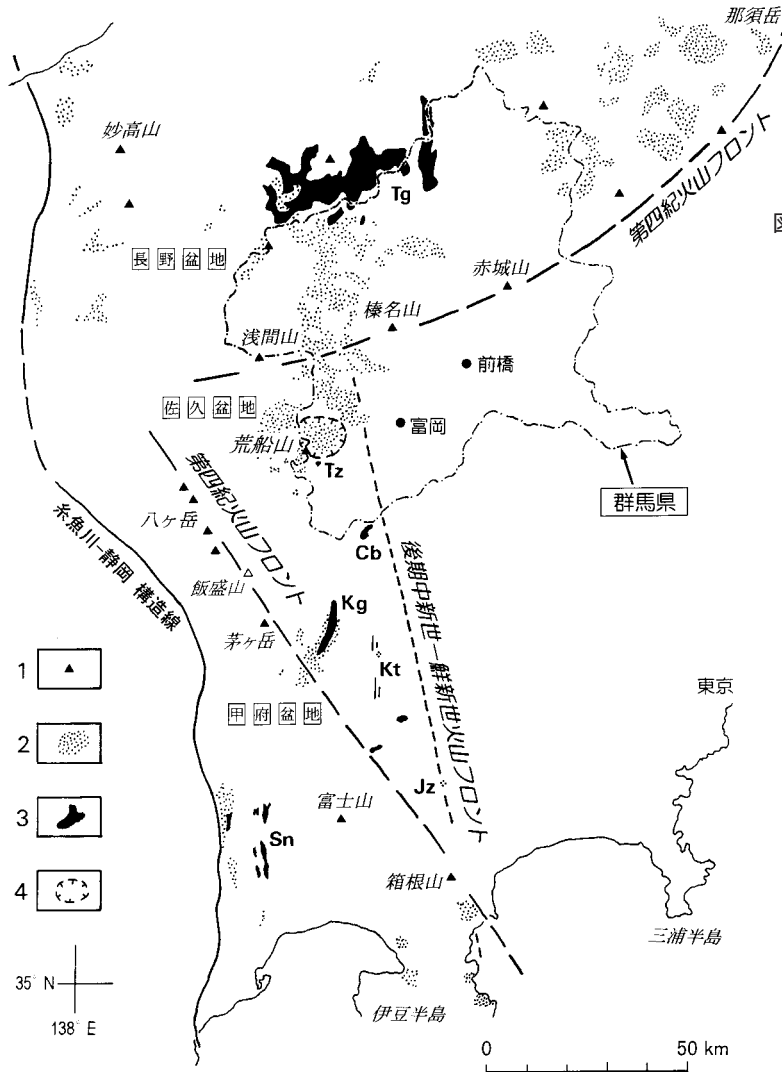 那須岳
妙高山
Tg
第四紀火山フロント
図
長野盆地
赤城山
榛名山
浅間山
前橋
佐久盆地
富岡
荒船山
Tz
群馬県
第四紀火山フロント
八ヶ岳
Cb
糸魚川-静岡 構造線
後期中新世ー鮮新世火山フロント
飯盛山
Kg
茅ヶ岳
1
Kt
東京
甲府盆地
2
Jz
富士山
3
Sn
箱根山
4
三浦半島
35° N
138° E
伊豆半島
0 50 km